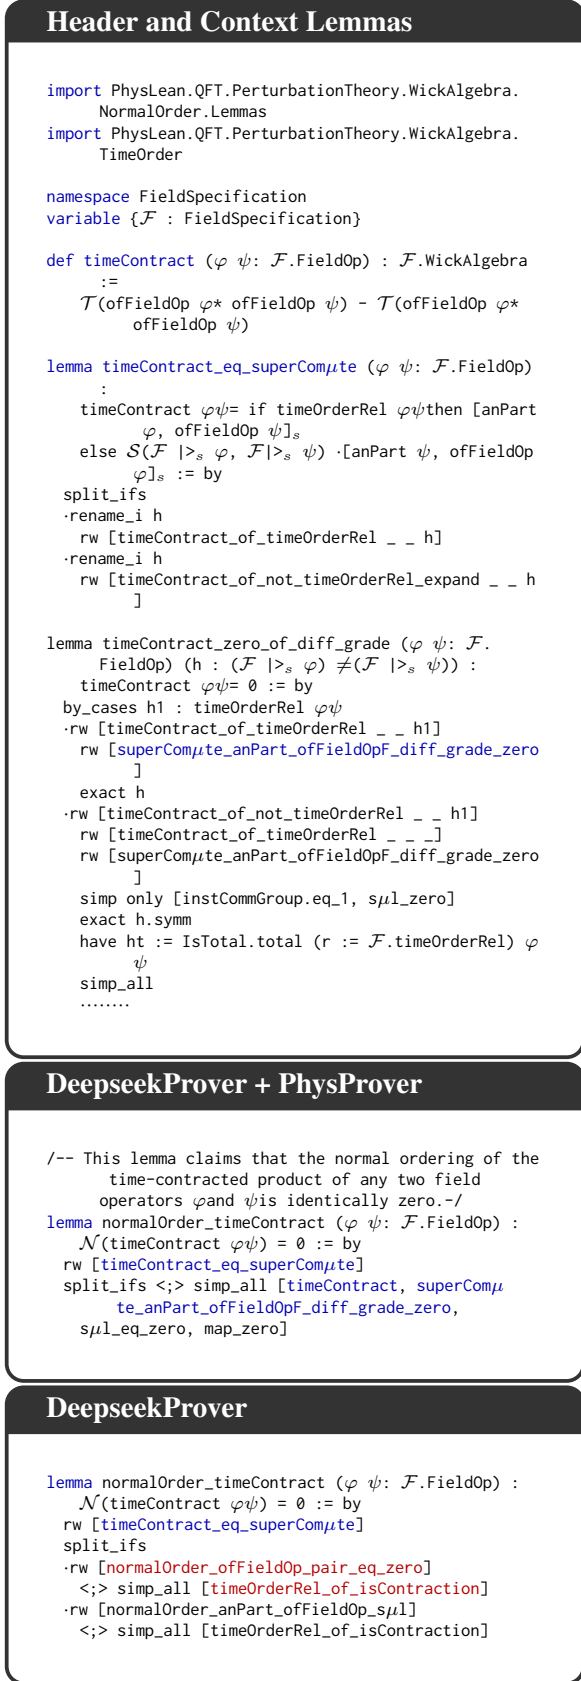 Header and Context Lemmas
import PhysLean.QFT.PerturbationTheory.WickAlgebra.
NormalOrder.Lemmas
import PhysLean.QFT.PerturbationTheory.WickAlgebra.
TimeOrder
namespace FieldSpecification
variable {ℱ : FieldSpecification}
def timeContract (φ ψ: ℱ.FieldOp) : ℱ.WickAlgebra
:=
𝒯(ofFieldOp φ* ofFieldOp ψ) - 𝒯(ofFieldOp φ*
ofFieldOp ψ)
lemma timeContract_eq_superComμte (φ ψ: ℱ.FieldOp)
:
timeContract φψ= if timeOrderRel φψthen [anPart
φ, ofFieldOp ψ]ₛ
else 𝒮(ℱ |>ₛ φ, ℱ|>ₛ ψ) ·[anPart ψ, ofFieldOp
φ]ₛ := by
split_ifs
·rename_i h
rw [timeContract_of_timeOrderRel _ _ h]
·rename_i h
rw [timeContract_of_not_timeOrderRel_expand _ _ h
]
lemma timeContract_zero_of_diff_grade (φ ψ: ℱ.
FieldOp) (h : (ℱ |>ₛ φ) ≠(ℱ |>ₛ ψ)) :
timeContract φψ= 0 := by
by_cases h1 : timeOrderRel φψ
·rw [timeContract_of_timeOrderRel _ _ h1]
rw [superComμte_anPart_ofFieldOpF_diff_grade_zero
]
exact h
·rw [timeContract_of_not_timeOrderRel _ _ h1]
rw [timeContract_of_timeOrderRel _ _ _]
rw [superComμte_anPart_ofFieldOpF_diff_grade_zero
]
simp only [instCommGroup.eq_1, sμl_zero]
exact h.symm
have ht := IsTotal.total (r := ℱ.timeOrderRel) φ
ψ
simp_all
........
DeepseekProver + PhysProver
/-- This lemma claims that the normal ordering of the
time-contracted product of any two field
operators φand ψis identically zero.-/
lemma normalOrder_timeContract (φ ψ: ℱ.FieldOp) :
𝒩(timeContract φψ) = 0 := by
rw [timeContract_eq_superComμte]
split_ifs <;> simp_all [timeContract, superComμ
te_anPart_ofFieldOpF_diff_grade_zero,
sμl_eq_zero, map_zero]
DeepseekProver
lemma normalOrder_timeContract (φ ψ: ℱ.FieldOp) :
𝒩(timeContract φψ) = 0 := by
rw [timeContract_eq_superComμte]
split_ifs
·rw [normalOrder_ofFieldOp_pair_eq_zero]
<;> simp_all [timeOrderRel_of_isContraction]
·rw [normalOrder_anPart_ofFieldOp_sμl]
<;> simp_all [timeOrderRel_of_isContraction]